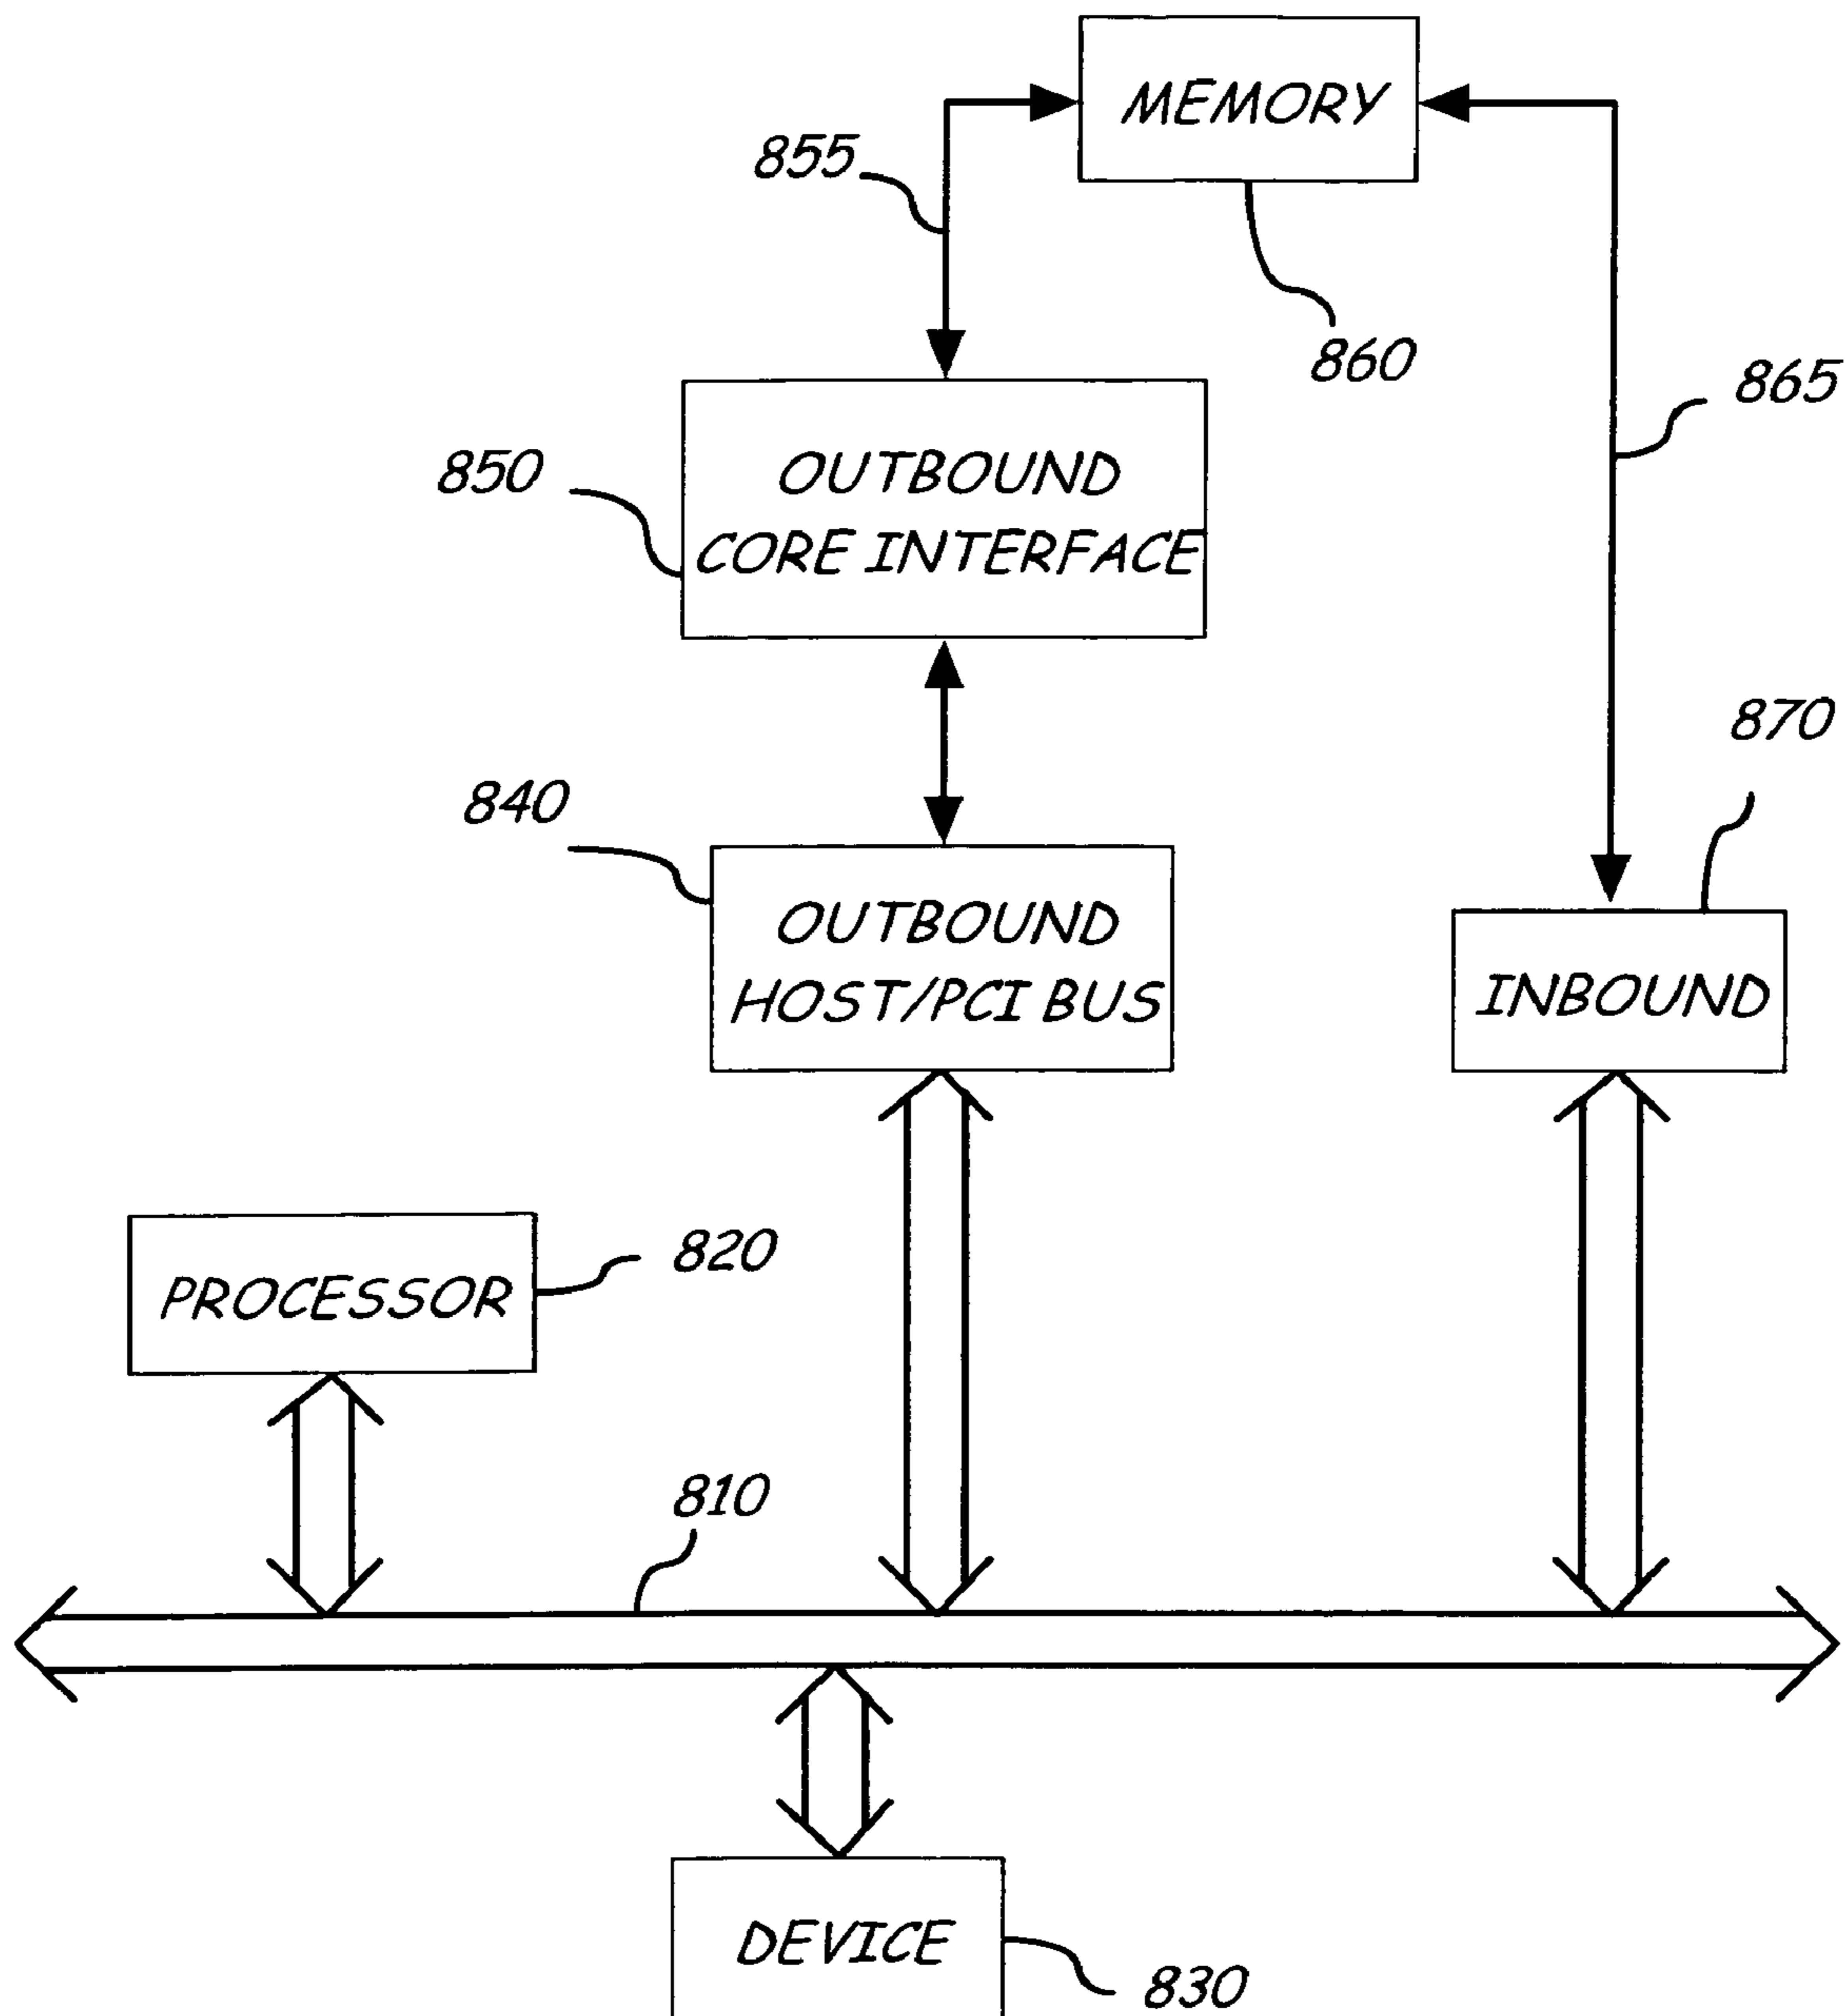 MEMORY
855
860
865
850
OUTBOUND
CORE INTERFACE
870
840
OUTBOUND
HOST/PCI BUS
INBOUND
PROCESSOR
820
810
DEVICE
830